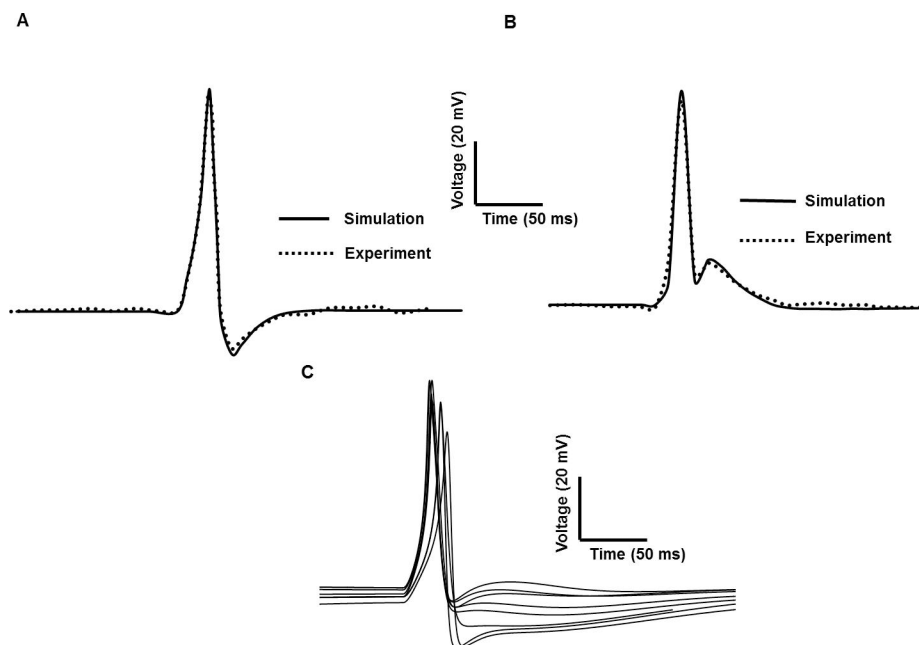 A
B
Voltage (20 mV)
Time (50 ms)
Simulation
Experiment
Simulation
Experiment
C
Voltage (20 mV)
Time (50 ms)